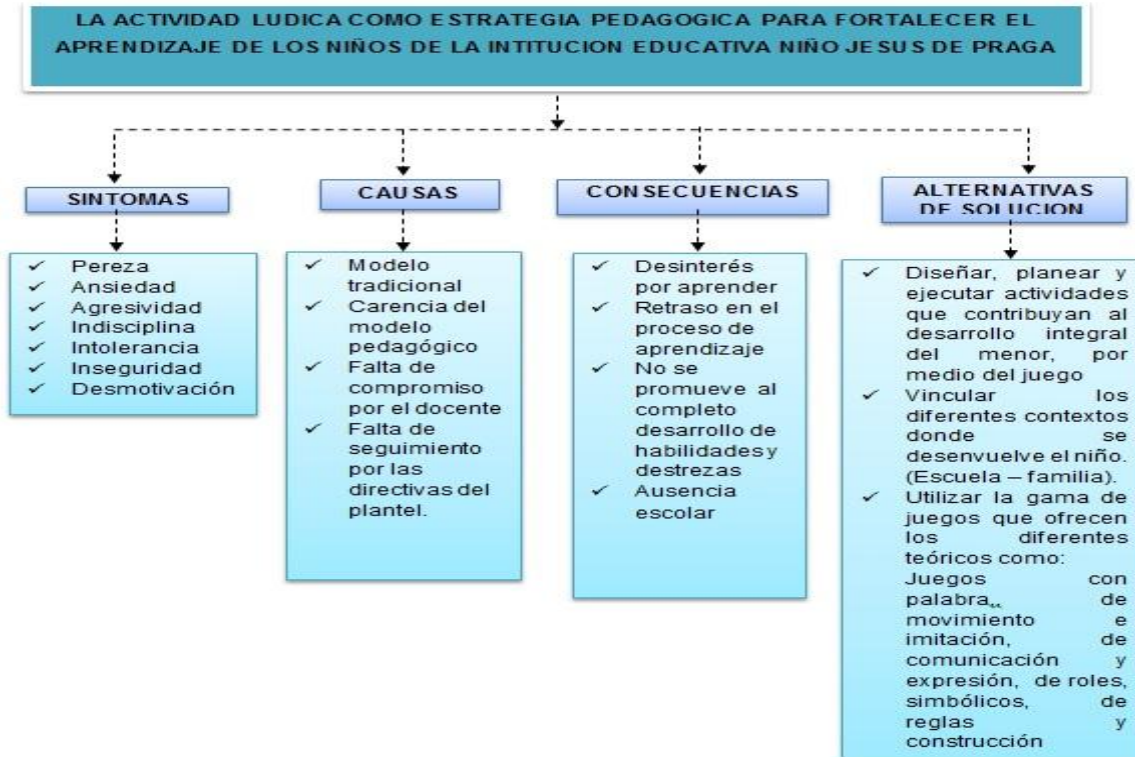 LA ACTIVIDAD LUDICA COMO ESTRATEGIA PEDAGOGICA PARA FORTALECER EL
APRENDIZAJE DE LOS NIÑOS DE LA INTITUCION EDUCATIVA NIÑO JESUS DE PRAGA
SINTOMAS
✓ Pereza
✓ Ansiedad
✓ Agresividad
✓ Indisciplina
✓ Intolerancia
✓ Inseguridad
✓ Desmotivación
CAUSAS
✓ Modelo
tradicional
✓ Carencia del
modelo
pedagógico
✓ Falta de
compromiso
por el docente
✓ Falta de
seguimiento
por las
directivas del
plantel.
CONSECUENCIAS
✓ Desinterés
por aprender
✓ Retraso en el
proceso de
aprendizaje
✓ No se
promueve al
completo
desarrollo de
habilidades y
destrezas
✓ Ausencia
escolar
ALTERNATIVAS
DE SOLUCION
✓ Diseñar, planear y
ejecutar actividades
que contribuyan al
desarrollo integral
del menor, por
medio del juego
✓ Vincular los
diferentes contextos
donde se
desenvuelve el niño.
(Escuela – familia).
✓ Utilizar la gama de
juegos que ofrecen
los diferentes
teóricos como:
Juegos con
palabra,, de
movimiento e
imitación, de
comunicación y
expresión, de roles,
simbólicos, de
reglas y
construcción